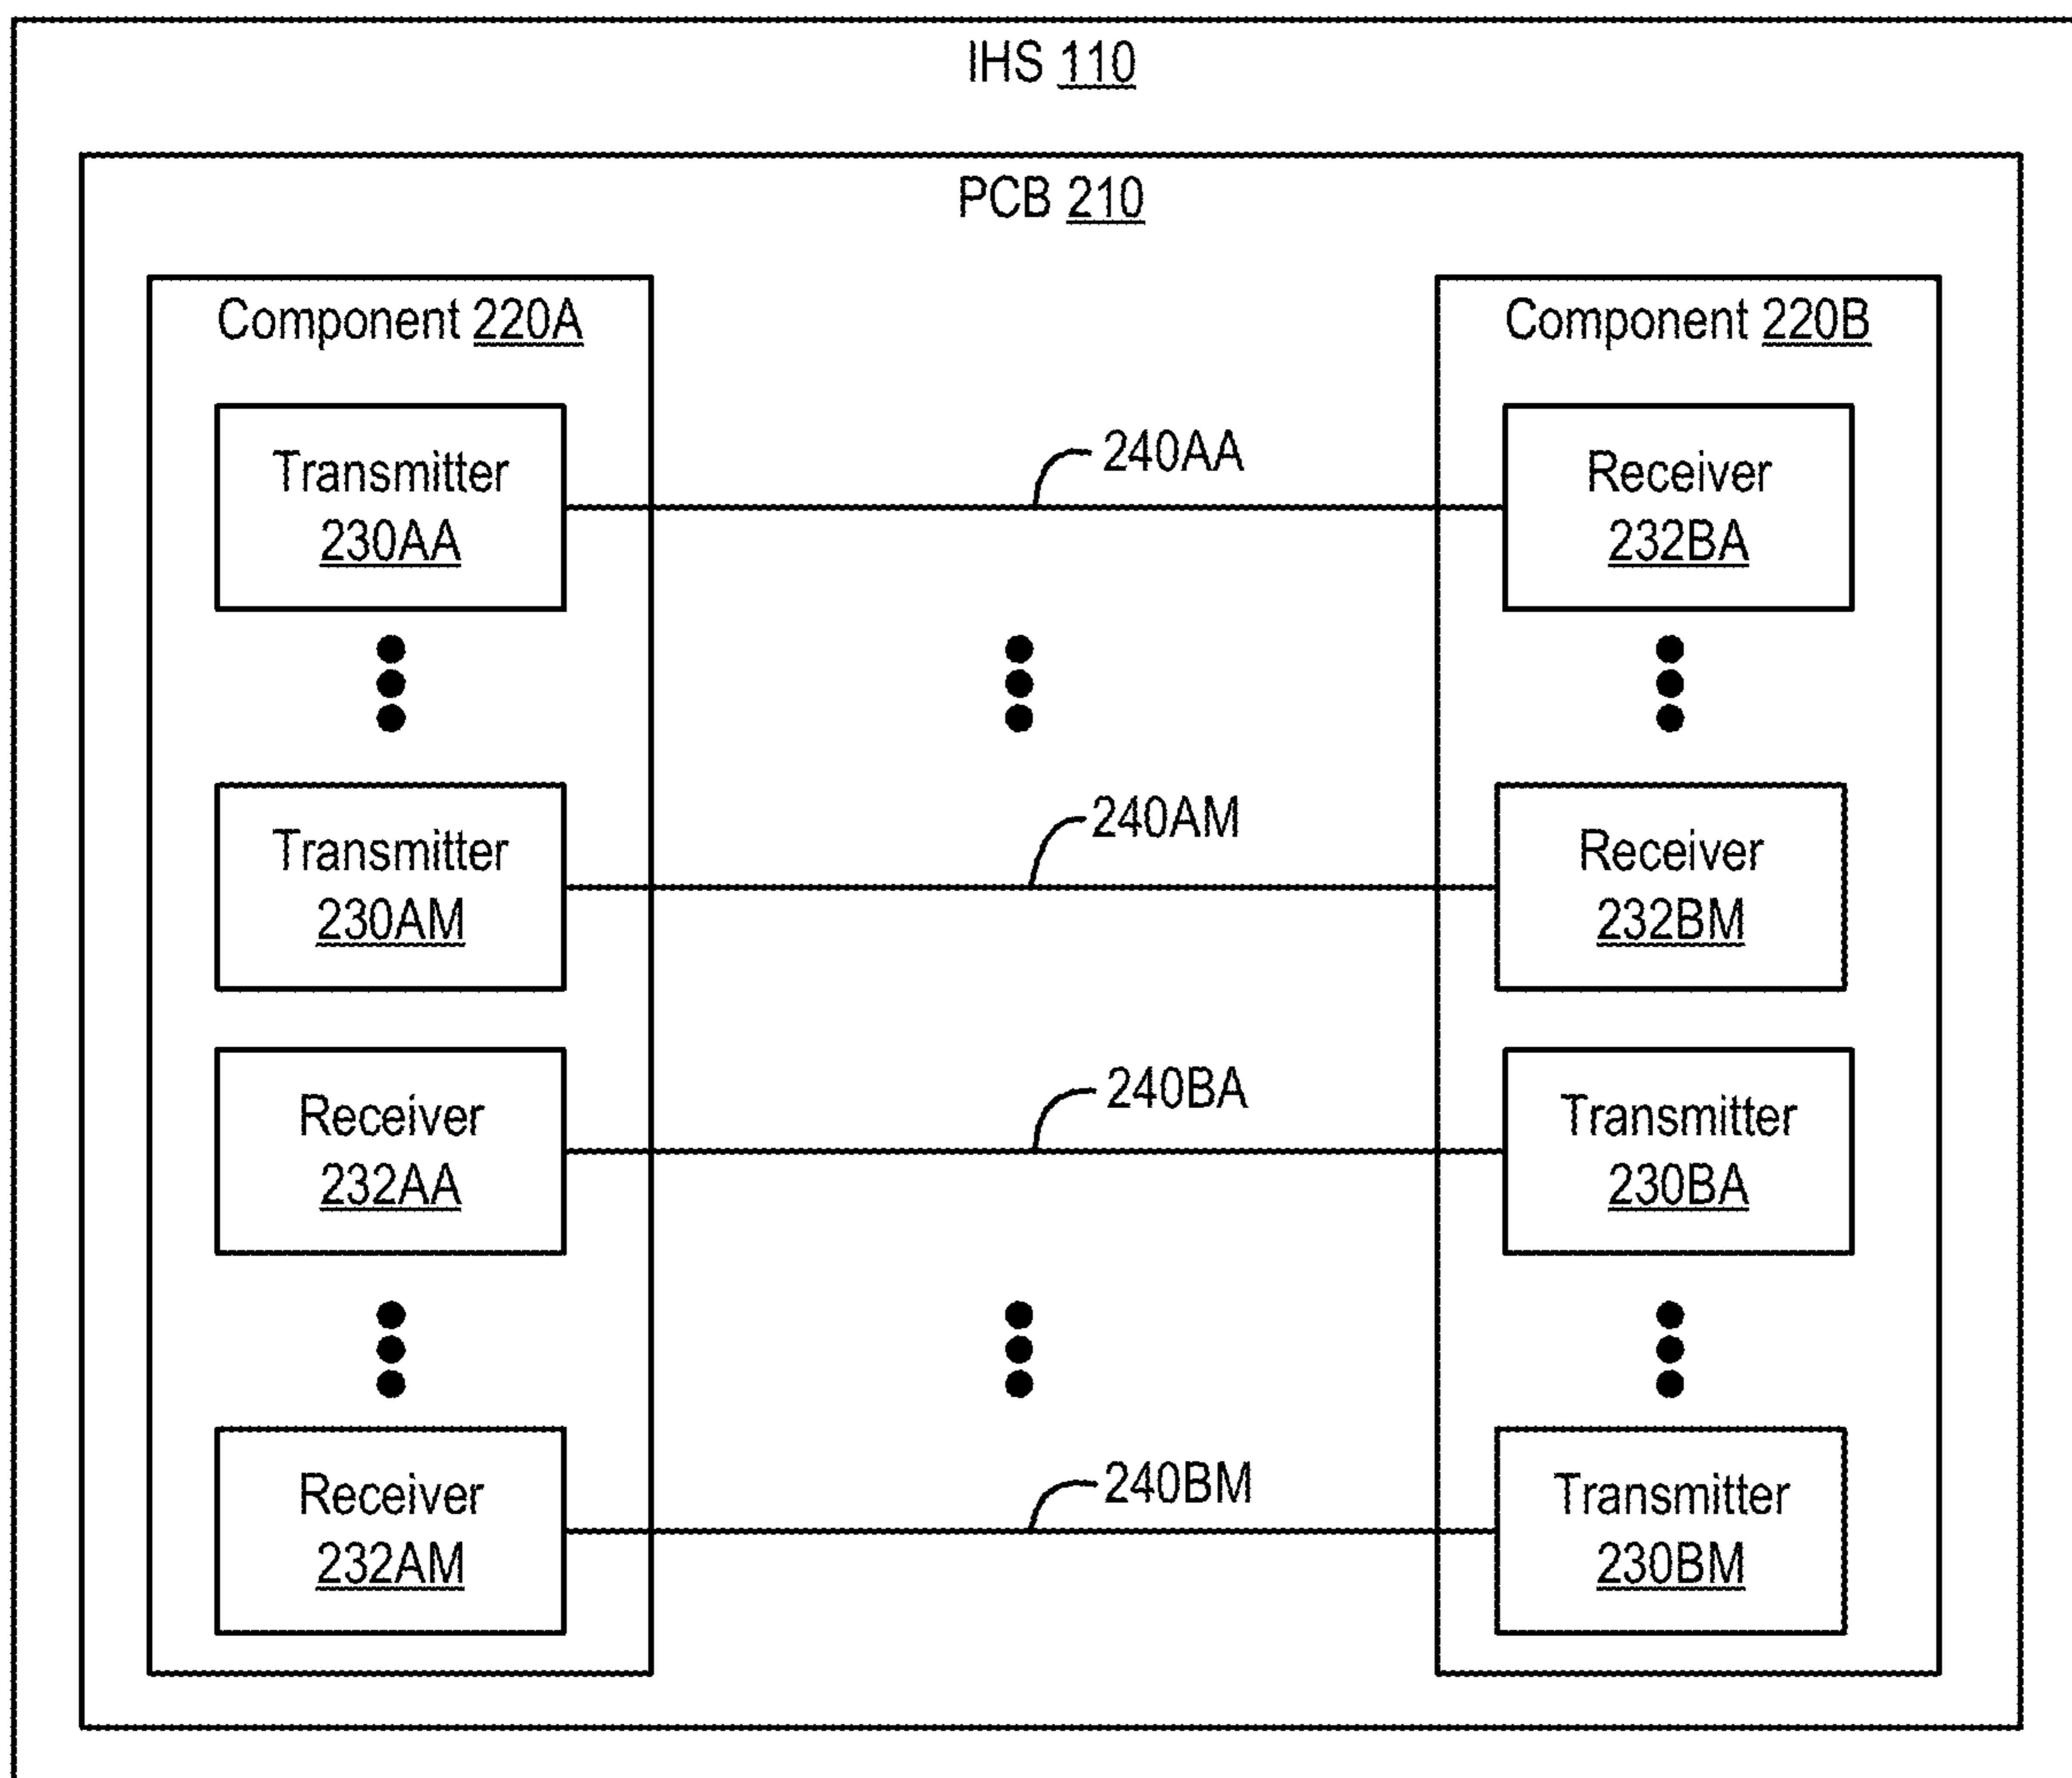 IHS 110
PCB 210
Component 220A
Component 220B
Transmitter
230AA
240AA
Receiver
232BA
Transmitter
230AM
240AM
Receiver
232BM
Receiver
232AA
240BA
Transmitter
230BA
Receiver
232AM
240BM
Transmitter
230BM